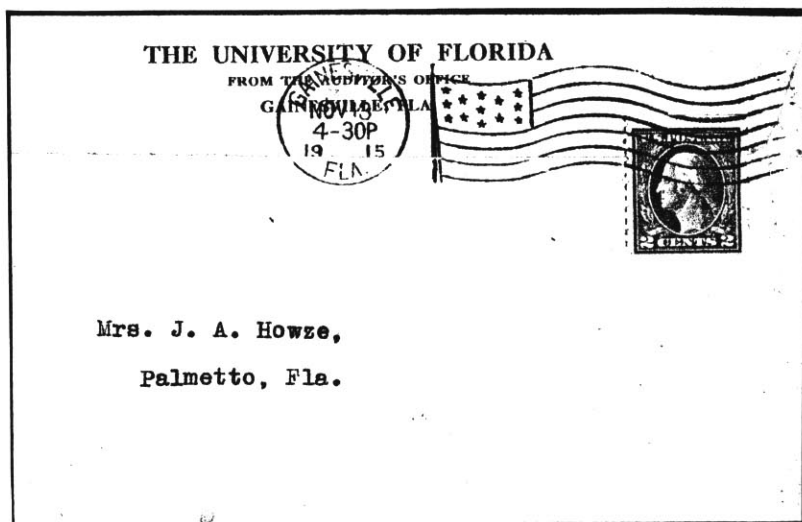 THE UNIVERSITY OF FLORIDA
FROM THE AUDITOR'S OFFICE
GAINESVILLE, FLA
GAINESVILLE
NOV 13
4-30P
19 15
FLA.
2 CENTS 2
Mrs. J. A. Howze,
Palmetto, Fla.